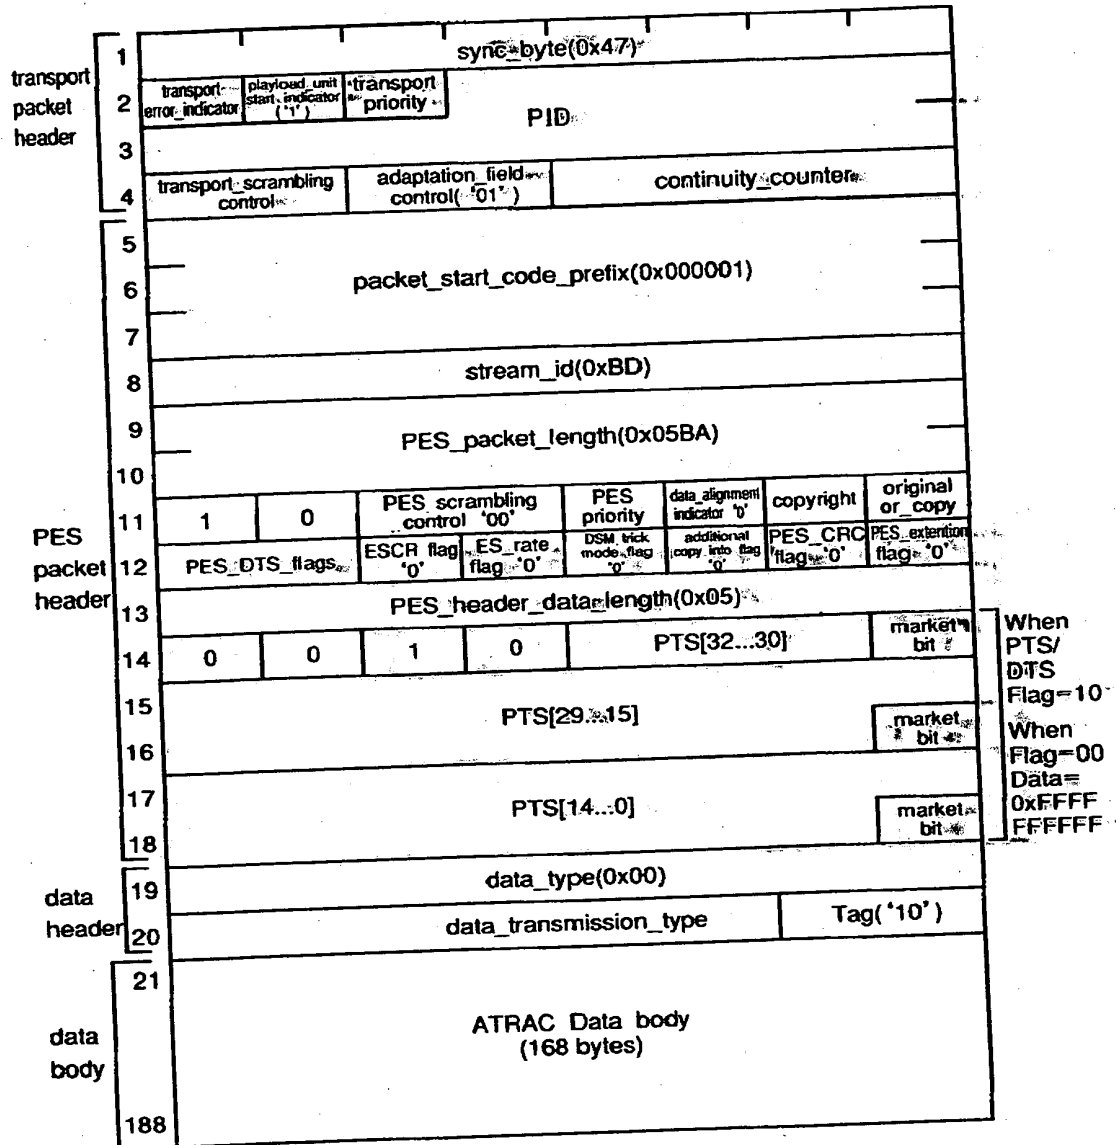 1 sync_byte(0x47)
transport packet header
2 transport error_indicator playload_unit start_indicator ('1') transport priority PID
3
4 transport_scrambling control adaptation_field control('01') continuity_counter
5
6 packet_start_code_prefix(0x000001)
7
8 stream_id(0xBD)
9 PES_packet_length(0x05BA)
10
PES packet header
11 1 0 PES_scrambling control '00' PES priority data_alignment indicator '0' copyright original or_copy
12 PES_DTS_flags ESCR flag '0' ES_rate flag '0' DSM trick mode_flag '0' additional copy into flag '0' PES_CRC flag '0' PES_extention flag '0'
13 PES_header_data_length(0x05)
14 0 0 1 0 PTS[32...30] market bit
15 PTS[29...15]
16 market bit
17 PTS[14...0]
18 market bit
When
PTS/
DTS
Flag=10
When
Flag=00
Data=
0xFFFF
FFFFFF
data header
19 data_type(0x00)
20 data_transmission_type Tag('10')
21
data body
ATRAC Data body
(168 bytes)
188